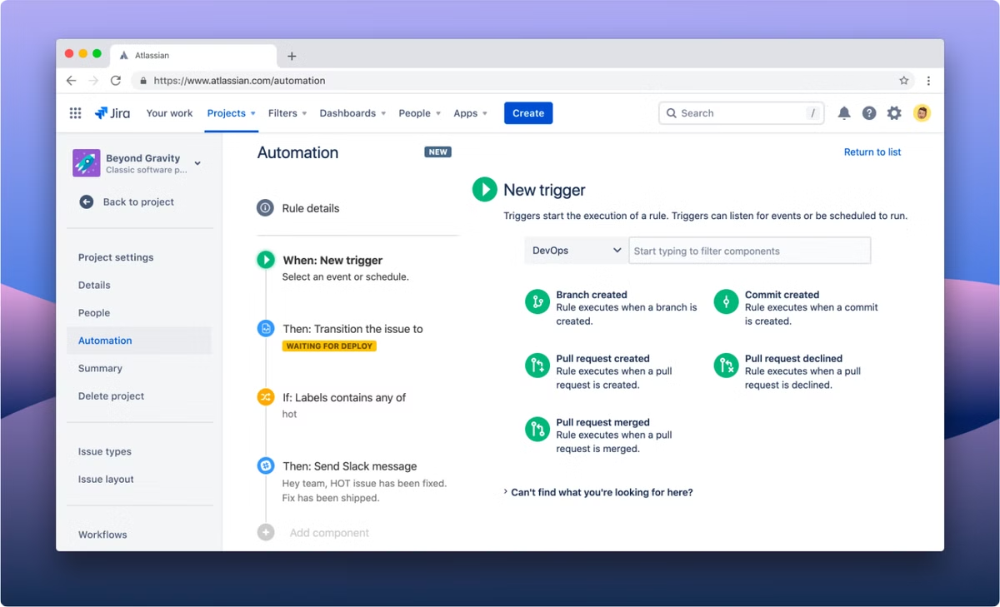 Atlassian
https://www.atlassian.com/automation
Jira
Your work
Projects
Filters
Dashboards
People
Apps
Create
Search
/
Beyond Gravity
Classic software p...
Back to project
Project settings
Details
People
Automation
Summary
Delete project
Issue types
Issue layout
Workflows
Automation
NEW
Return to list
Rule details
When: New trigger
Select an event or schedule.
Then: Transition the issue to
WAITING FOR DEPLOY
If: Labels contains any of
hot
Then: Send Slack message
Hey team, HOT issue has been fixed.
Fix has been shipped.
Add component
New trigger
Triggers start the execution of a rule. Triggers can listen for events or be scheduled to run.
DevOps
Start typing to filter components
Branch created
Rule executes when a branch is
created.
Commit created
Rule executes when a commit
is created.
Pull request created
Rule executes when a pull
request is created.
Pull request declined
Rule executes when a pull
request is declined.
Pull request merged
Rule executes when a pull
request is merged.
Can't find what you're looking for here?